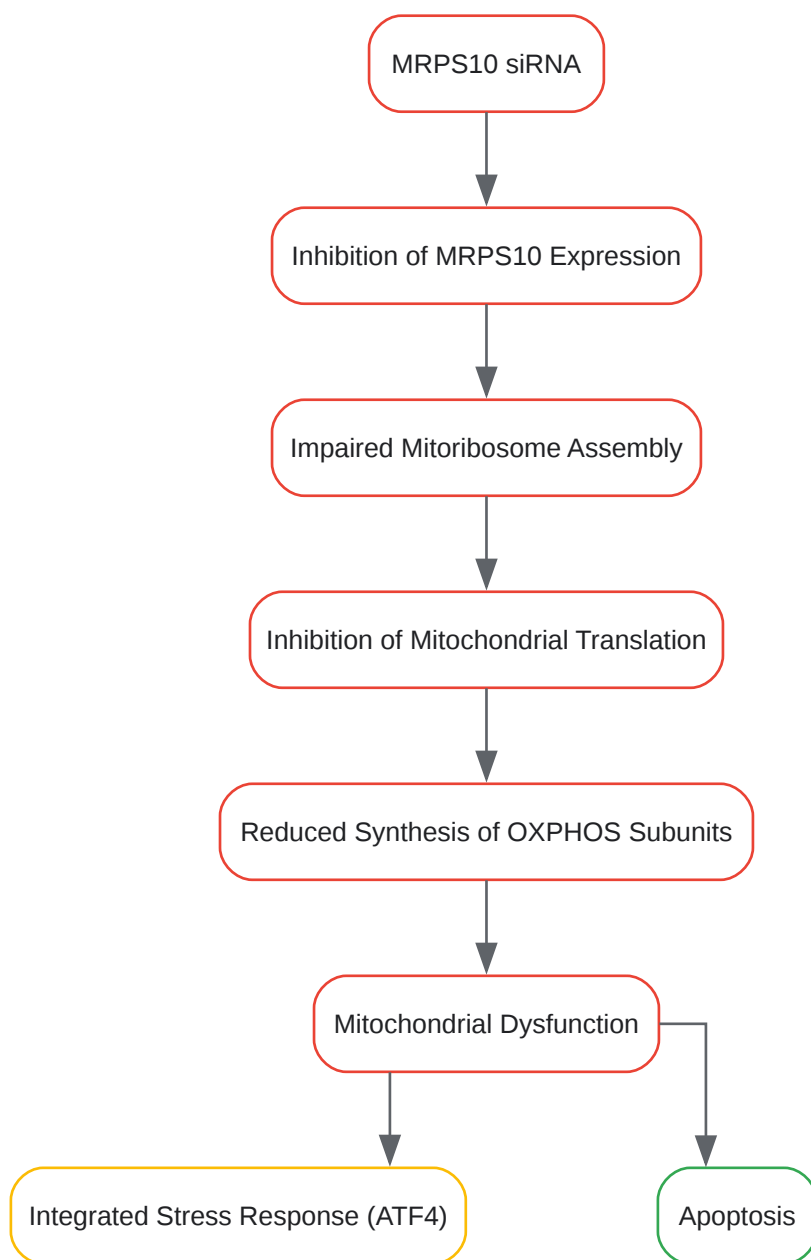 MRPS10 siRNA
Inhibition of MRPS10 Expression
Impaired Mitoribosome Assembly
Inhibition of Mitochondrial Translation
Reduced Synthesis of OXPHOS Subunits
Mitochondrial Dysfunction
Integrated Stress Response (ATF4)
Apoptosis